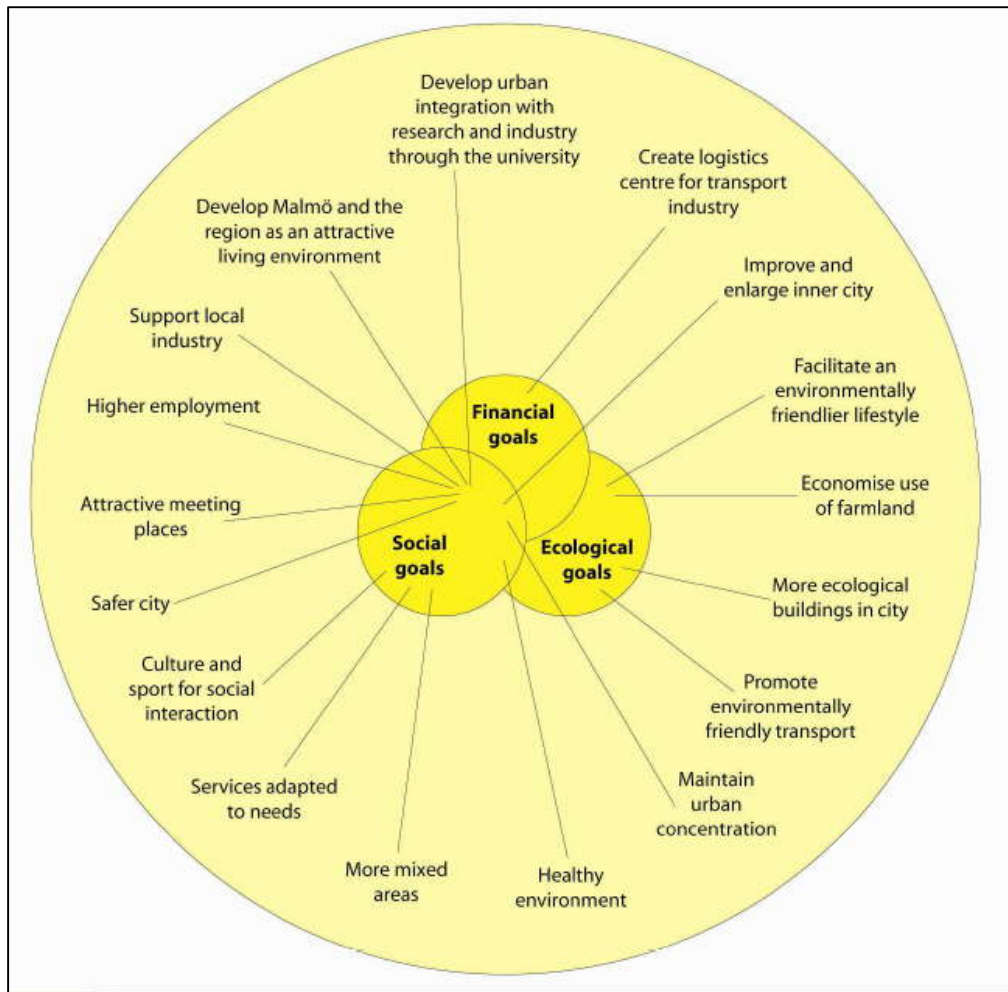 Develop urban
integration with
research and industry
through the university
Create logistics
centre for transport
industry
Develop Malmö and the
region as an attractive
living environment
Improve and
enlarge inner city
Support local
industry
Facilitate an
environmentally
friendlier lifestyle
Higher employment
Financial
goals
Economise use
of farmland
Attractive meeting
places
Social
goals
Ecological
goals
More ecological
buildings in city
Safer city
Culture and
sport for social
interaction
Promote
environmentally
friendly transport
Services adapted
to needs
Maintain
urban
concentration
More mixed
areas
Healthy
environment